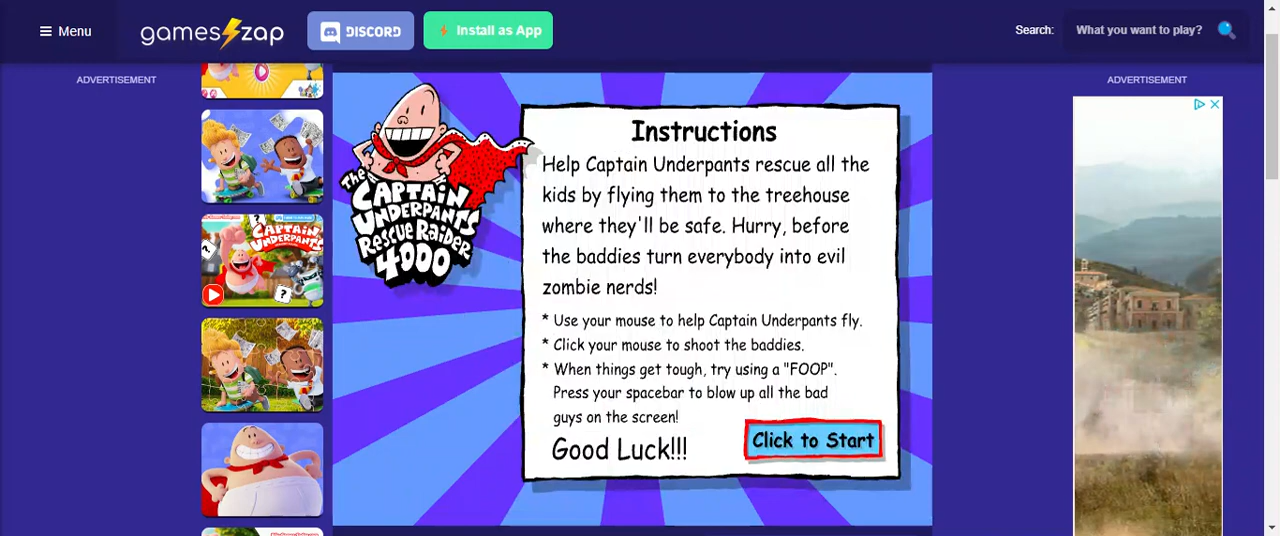 Menu
games zap
DISCORD
Install as App
Search:
What you want to play?
ADVERTISEMENT
ADVERTISEMENT
CAPTAIN
UNDERPANTS
The
CAPTAIN
UNDERPANTS
Rescue Raider
4000
Instructions
Help Captain Underpants rescue all the
kids by flying them to the treehouse
where they'll be safe. Hurry, before
the baddies turn everybody into evil
zombie nerds!
* Use your mouse to help Captain Underpants fly.
* Click your mouse to shoot the baddies.
* When things get tough, try using a "FOOP".
Press your spacebar to blow up all the bad
guys on the screen!
Good Luck!!!
Click to Start